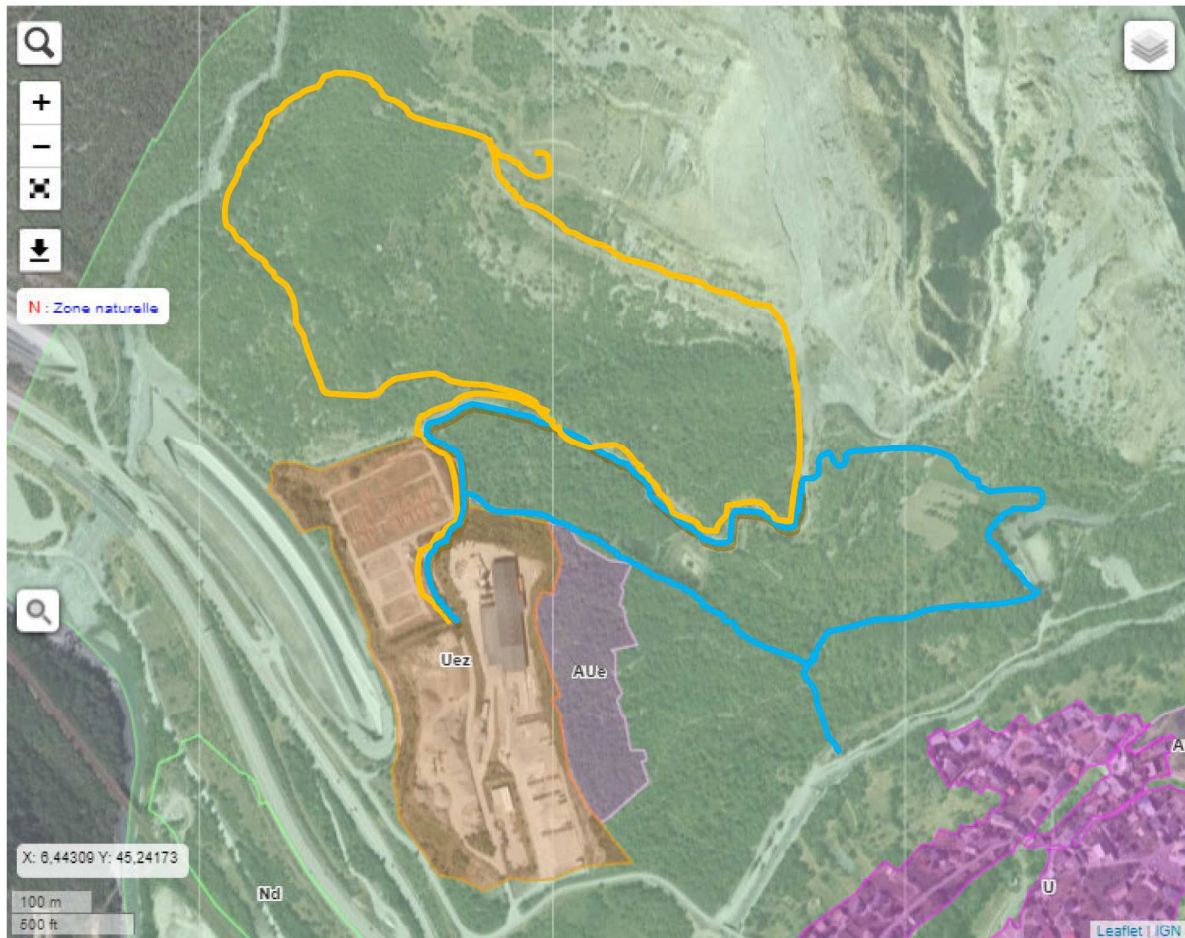 +
−
N : Zone naturelle
Uez
AUe
A
X: 6,44309 Y: 45,24173
Nd
U
100 m
500 ft
Leaflet | IGN